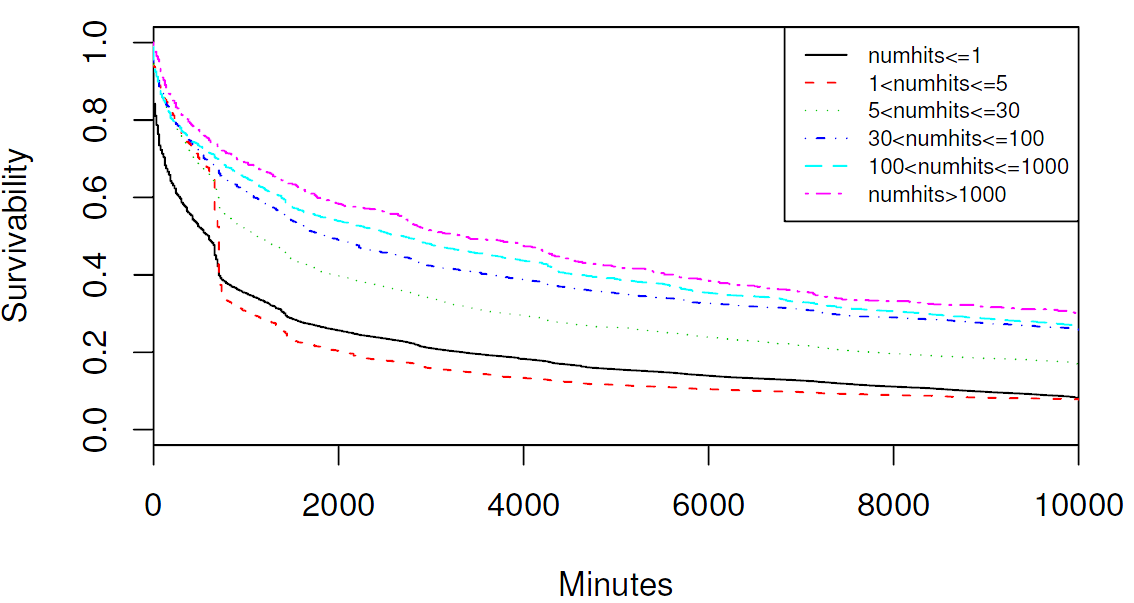 Survivability
1.0
0.8
0.6
0.4
0.2
0.0
numhits<=1
1<numhits<=5
5<numhits<=30
30<numhits<=100
100<numhits<=1000
numhits>1000
0 2000 4000 6000 8000 10000
Minutes